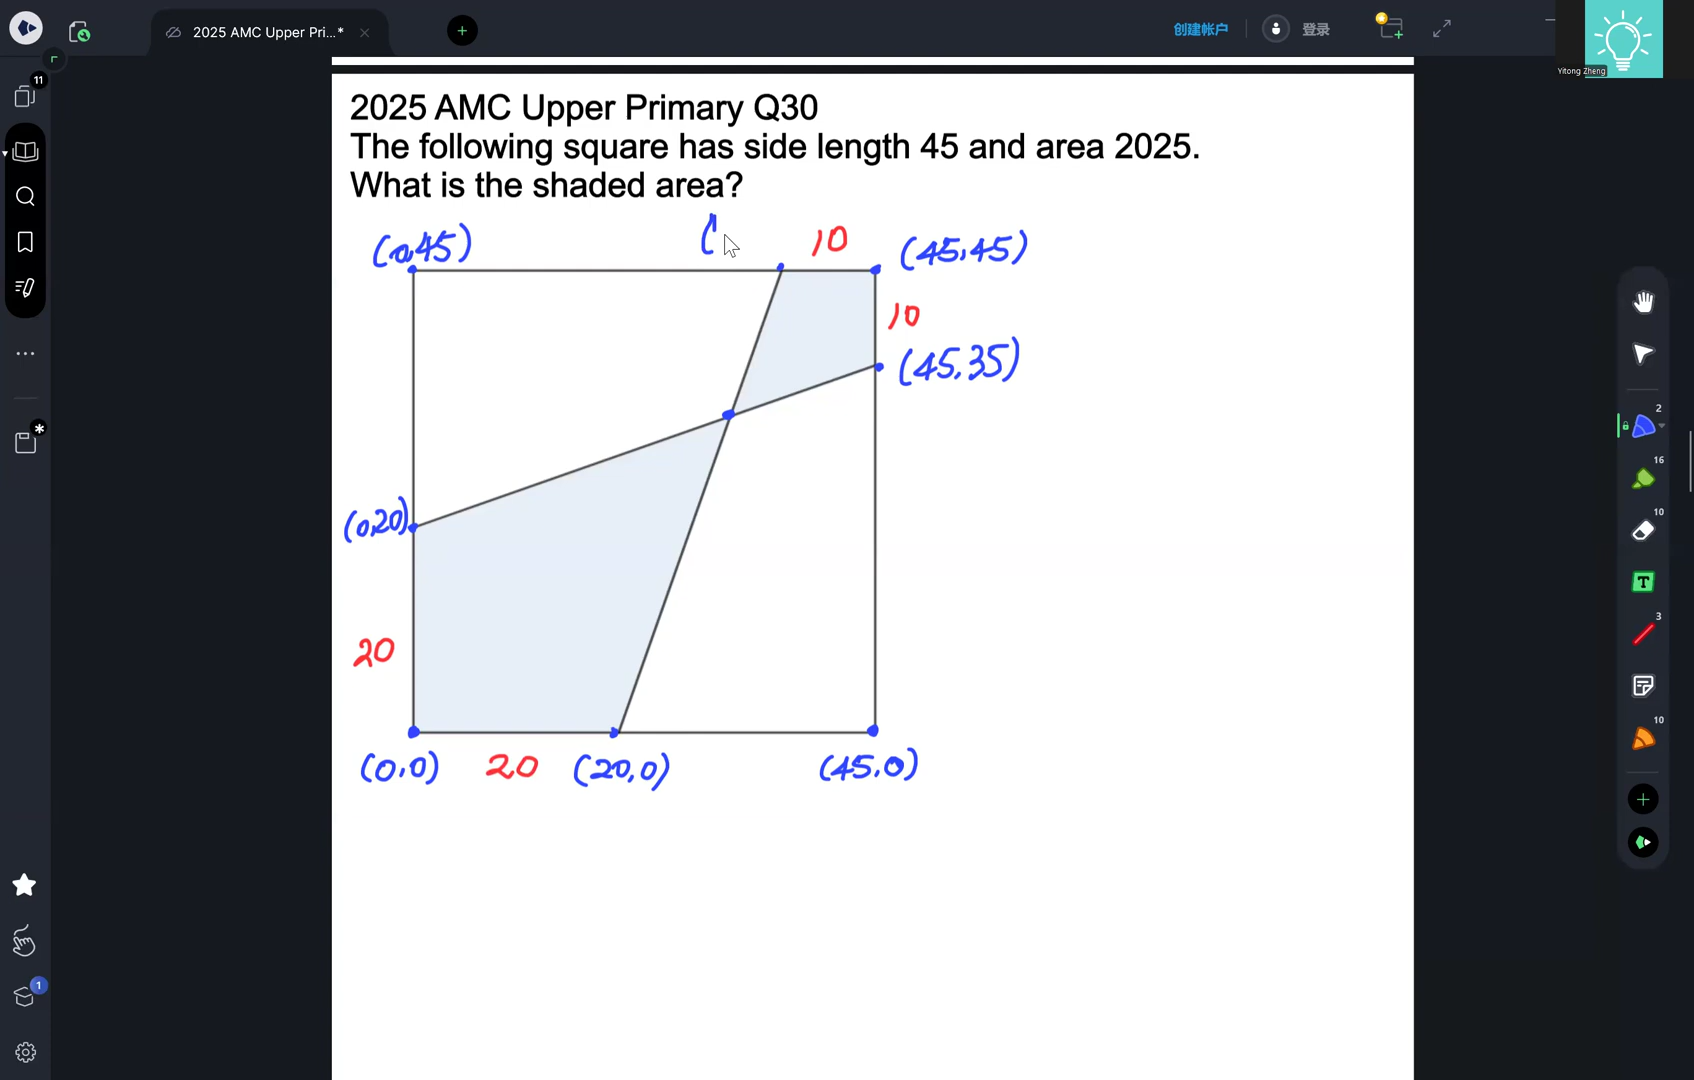 2025 AMC Upper Pri...*
创建帐户
登录
Yitong Zheng
11
2025 AMC Upper Primary Q30
The following square has side length 45 and area 2025.
What is the shaded area?
(0,45)
(
10
(45,45)
10
(45,35)
(0,20)
20
(0,0)
20
(20,0)
(45,0)
2
16
10
T
3
10
1